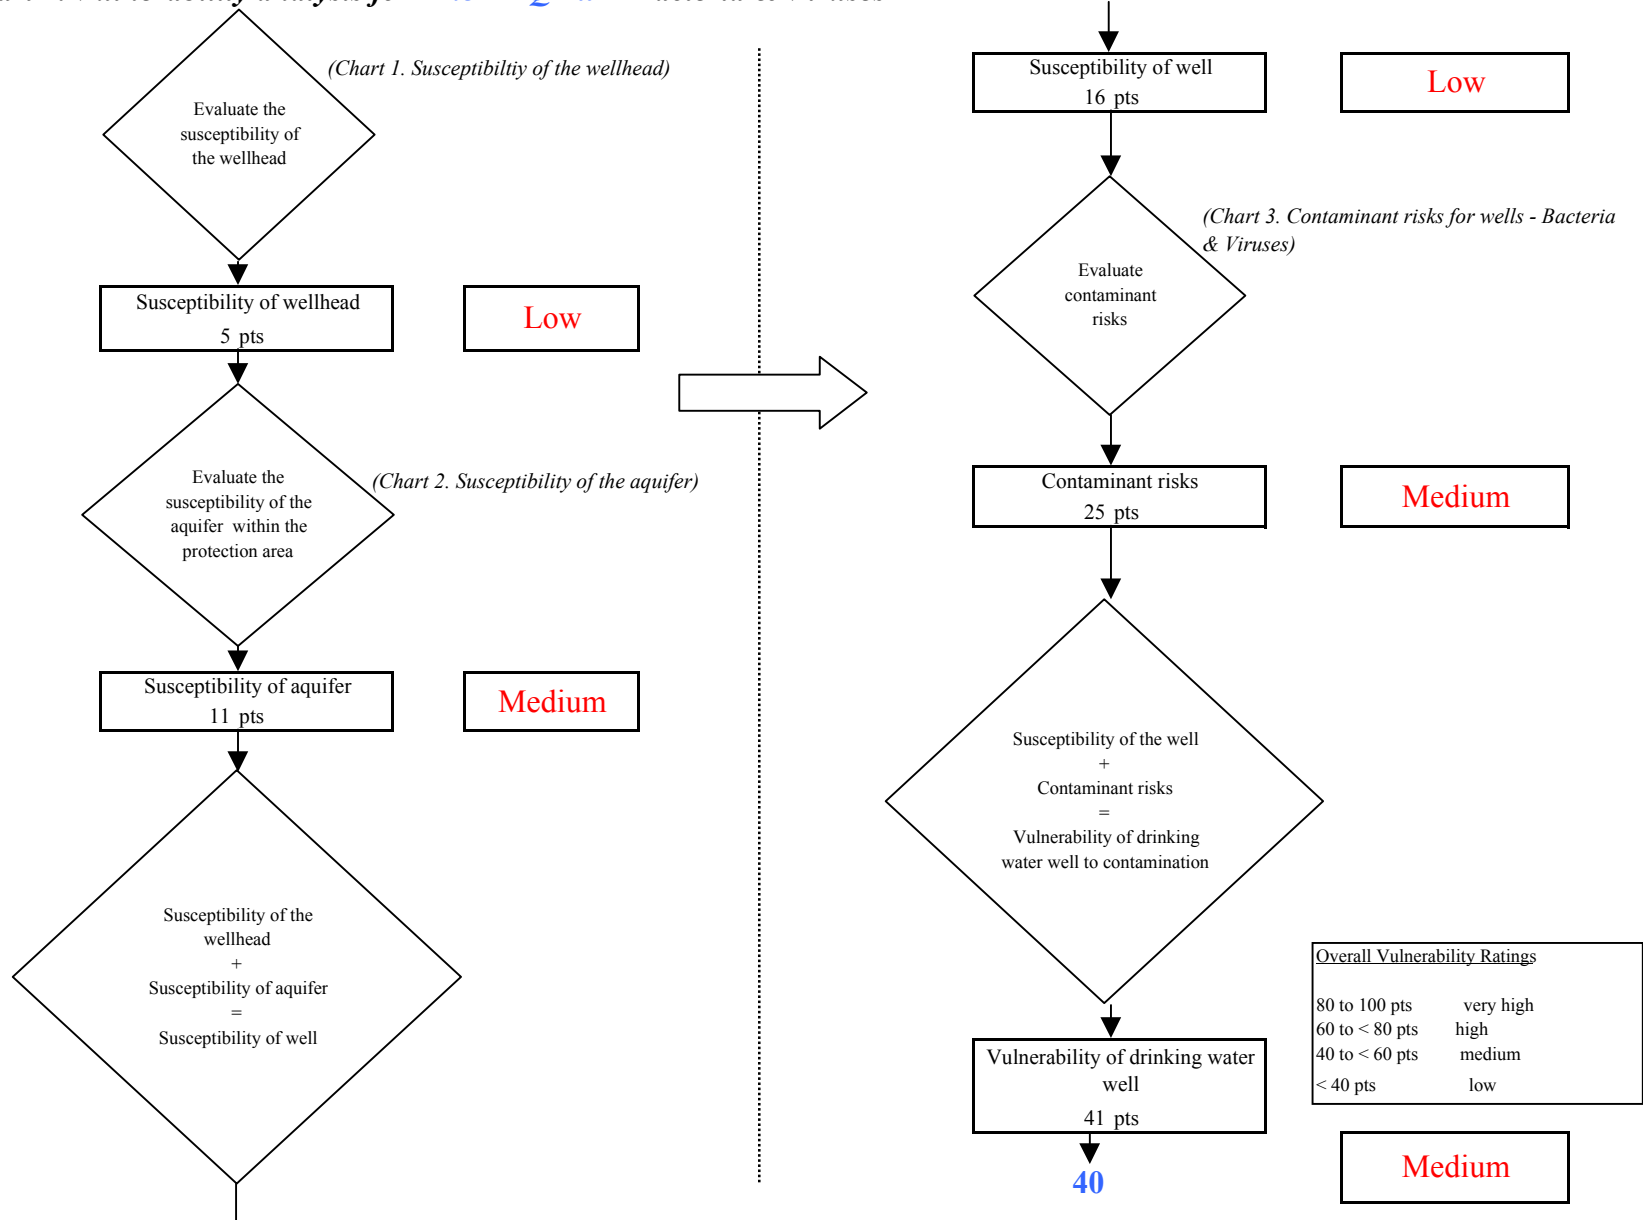 (Chart 1. Susceptibiltiy of the wellhead)
Evaluate the
susceptibility of
the wellhead
Susceptibility of wellhead
5 pts
Low
Evaluate the
susceptibility of the
aquifer within the
protection area
(Chart 2. Susceptibility of the aquifer)
Susceptibility of aquifer
11 pts
Medium
Susceptibility of the
wellhead
+
Susceptibility of aquifer
=
Susceptibility of well
Susceptibility of well
16 pts
Low
(Chart 3. Contaminant risks for wells - Bacteria
& Viruses)
Evaluate
contaminant
risks
Contaminant risks
25 pts
Medium
Susceptibility of the well
+
Contaminant risks
=
Vulnerability of drinking
water well to contamination
Vulnerability of drinking water
well
41 pts
40
Overall Vulnerability Ratings
80 to 100 pts very high
60 to < 80 pts high
40 to < 60 pts medium
< 40 pts low
Medium